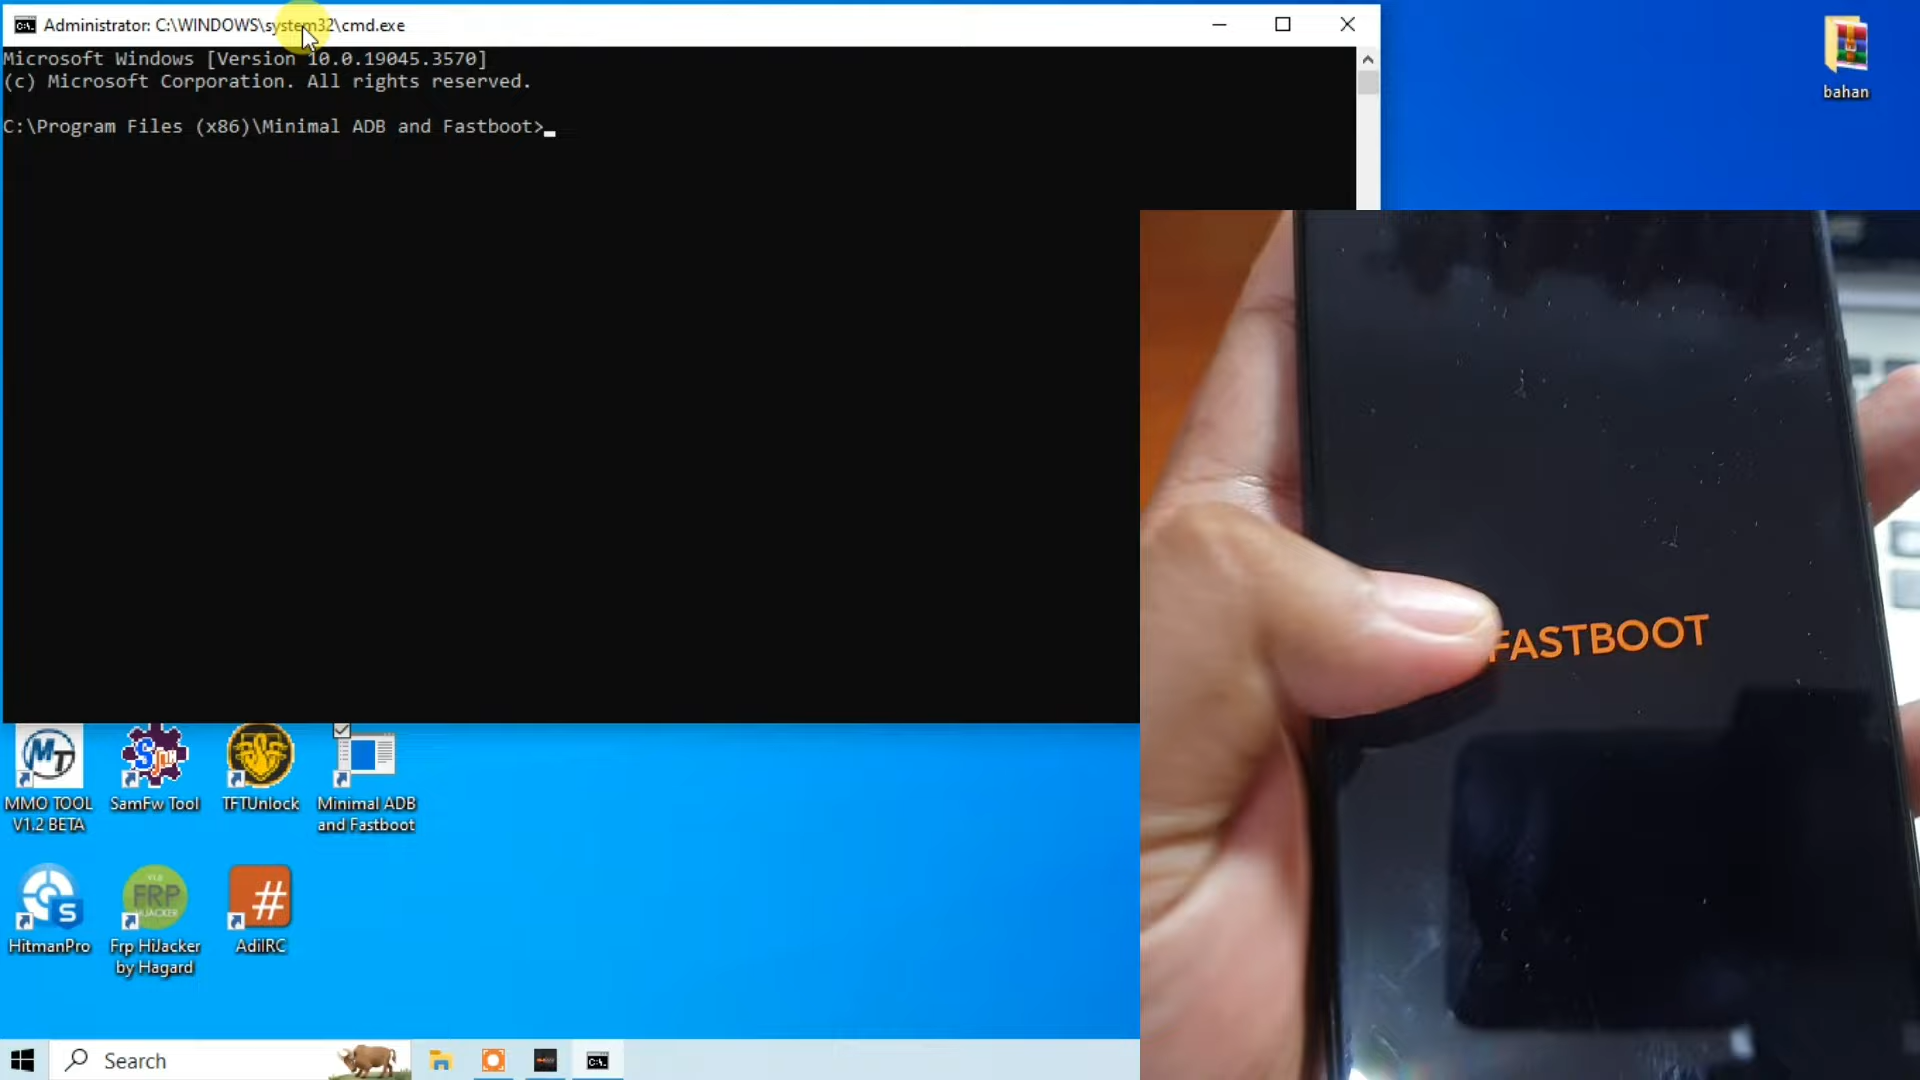 Administrator: C:\WINDOWS\system32\cmd.exe
Microsoft Windows [Version 10.0.19045.3570]
(c) Microsoft Corporation. All rights reserved.
C:\Program Files (x86)\Minimal ADB and Fastboot>
bahan
FASTBOOT
MMO TOOL
V1.2 BETA
SamFw Tool
TFTUnlock
Minimal ADB
and Fastboot
HitmanPro
FRP
HIJACKER
Frp HiJacker
by Hagard
#
AdiIRC
Search